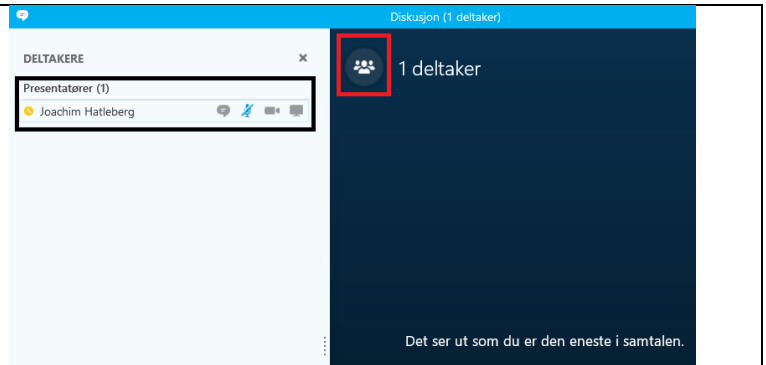 Diskusjon (1 deltaker)
DELTAKERE
Presentatører (1)
Joachim Hatleberg
1 deltaker
Det ser ut som du er den eneste i samtalen.